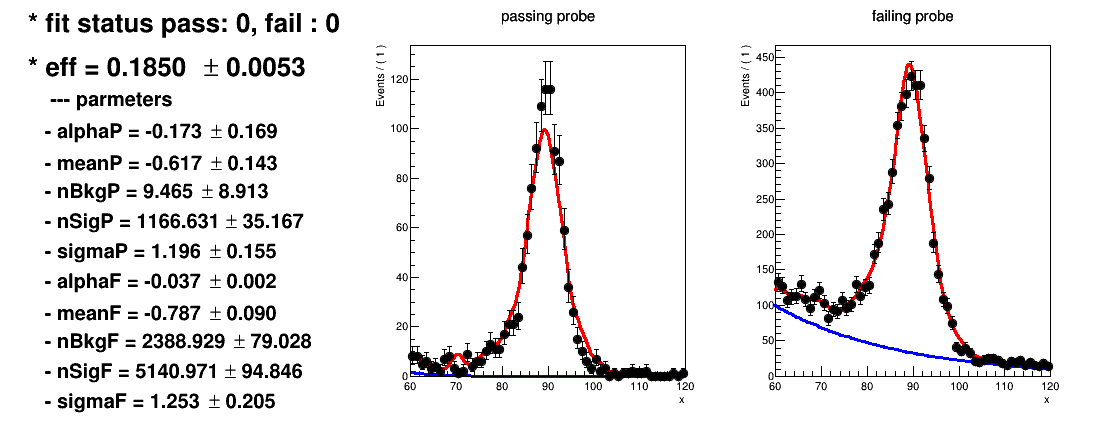 * fit status pass: 0, fail : 0
* eff = 0.1850 ± 0.0053
--- parmeters
- alphaP = -0.173 ± 0.169
- meanP = -0.617 ± 0.143
- nBkgP = 9.465 ± 8.913
- nSigP = 1166.631 ± 35.167
- sigmaP = 1.196 ± 0.155
- alphaF = -0.037 ± 0.002
- meanF = -0.787 ± 0.090
- nBkgF = 2388.929 ± 79.028
- nSigF = 5140.971 ± 94.846
- sigmaF = 1.253 ± 0.205
passing probe
Events / ( 1 )
120
100
80
60
40
20
0
60 70 80 90 100 110 120
x
failing probe
Events / ( 1 )
450
400
350
300
250
200
150
100
50
0
60 70 80 90 100 110 120
x